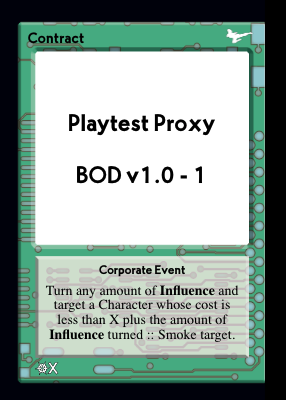 Contract
Playtest Proxy
BOD v1.0 - 1
Corporate Event
Turn any amount of Influence and
target a Character whose cost is
less than X plus the amount of
Influence turned :: Smoke target.
X